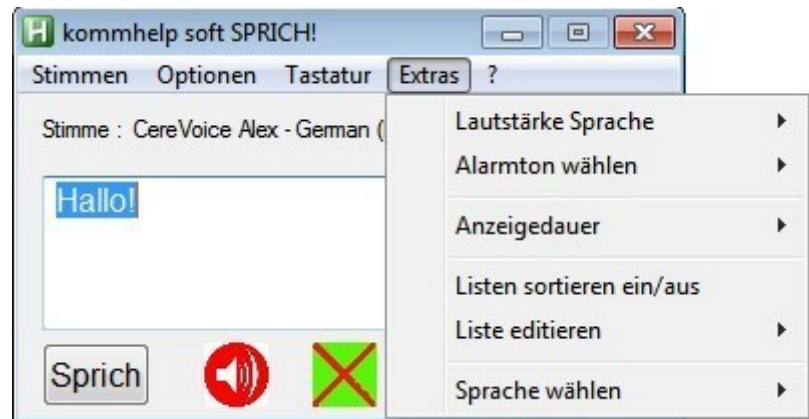 kommhelp soft SPRICH!
Stimmen Optionen Tastatur Extras ?
Stimme : CereVoice Alex - German (
Hallo!
Sprich
Lautstärke Sprache
Alarmton wählen
Anzeigedauer
Listen sortieren ein/aus
Liste editieren
Sprache wählen